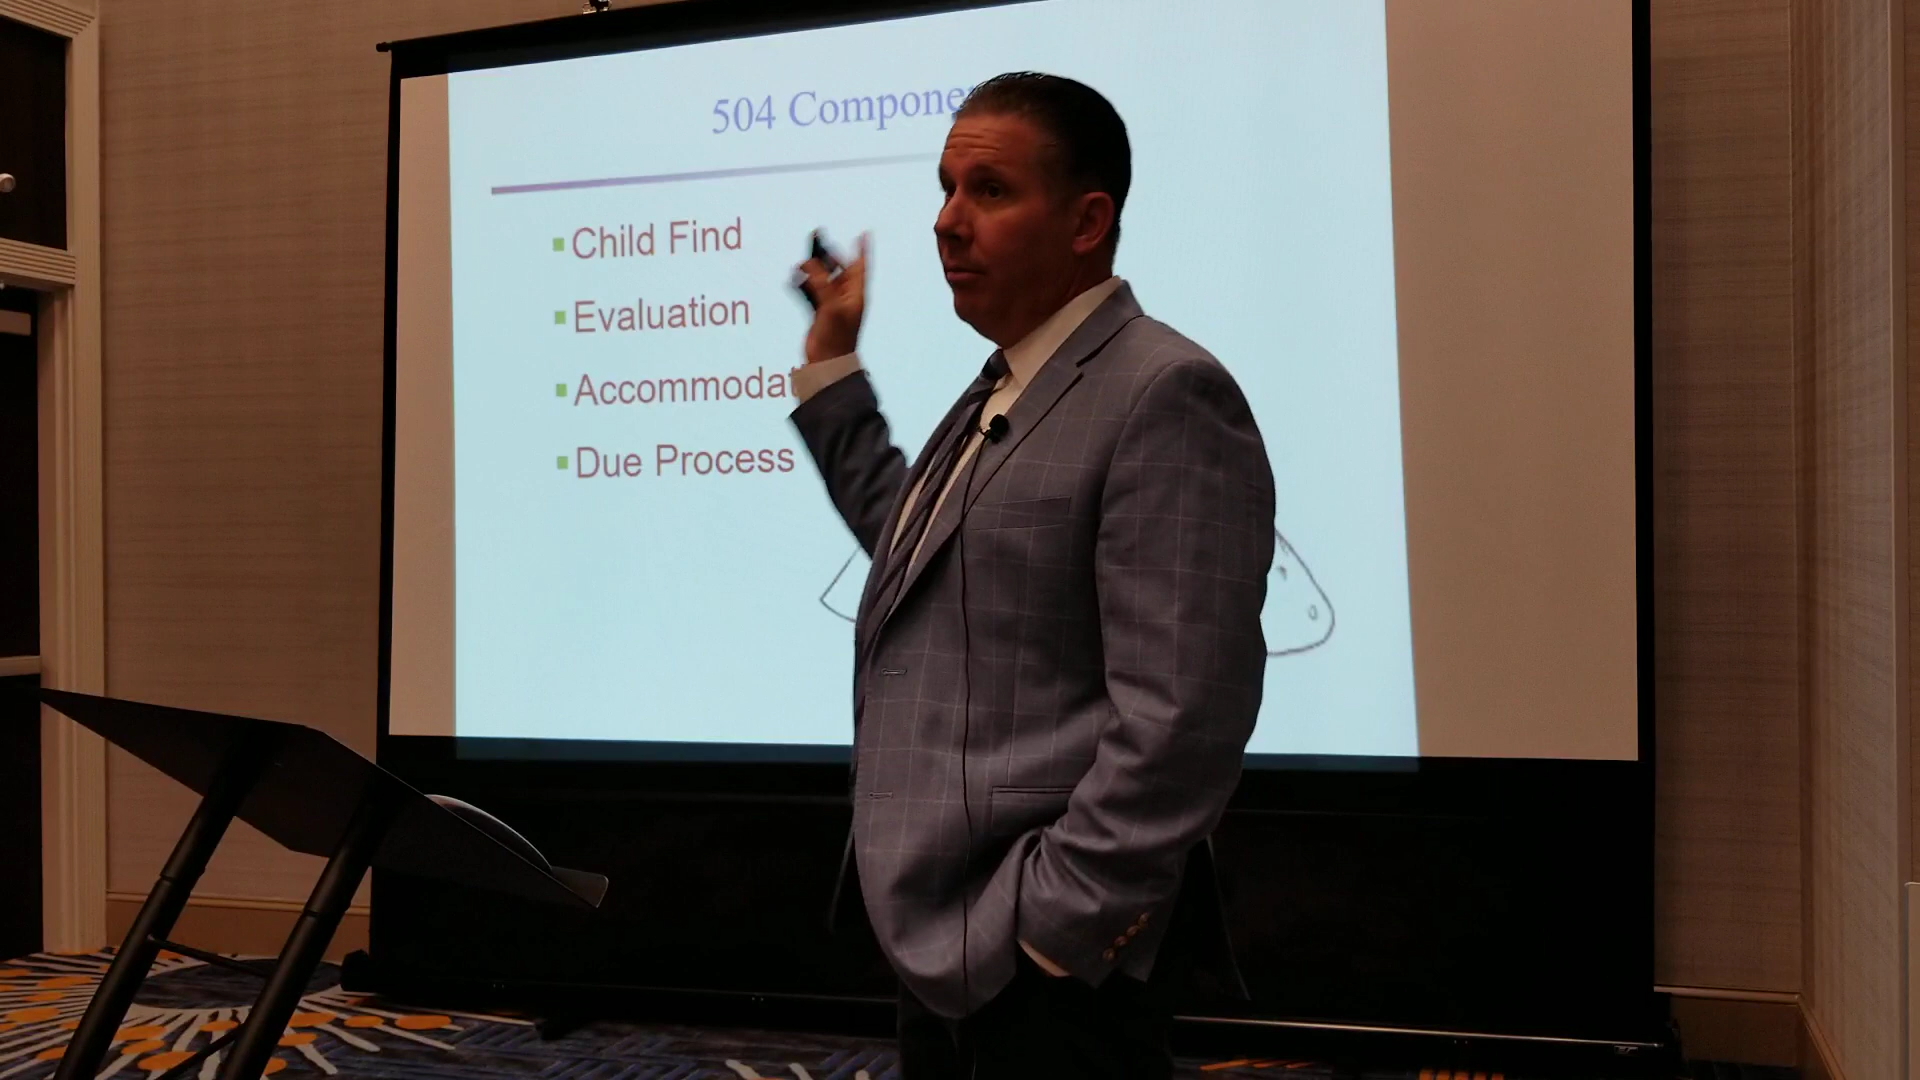 504 Compone
Child Find
Evaluation
Accommodat
Due Process